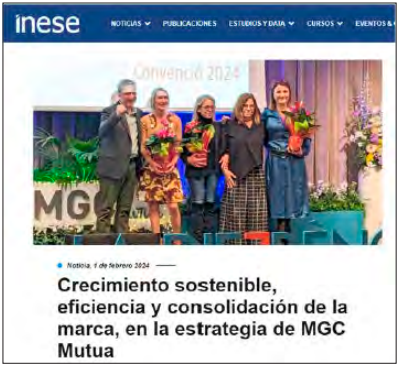 inese
NOTICIAS PUBLICACIONES ESTUDIOS Y DATA CURSOS EVENTOS &
Convenció 2024
MGC
Noticia, 1 de febrero 2024
Crecimiento sostenible,
eficiencia y consolidación de la
marca, en la estrategia de MGC
Mutua